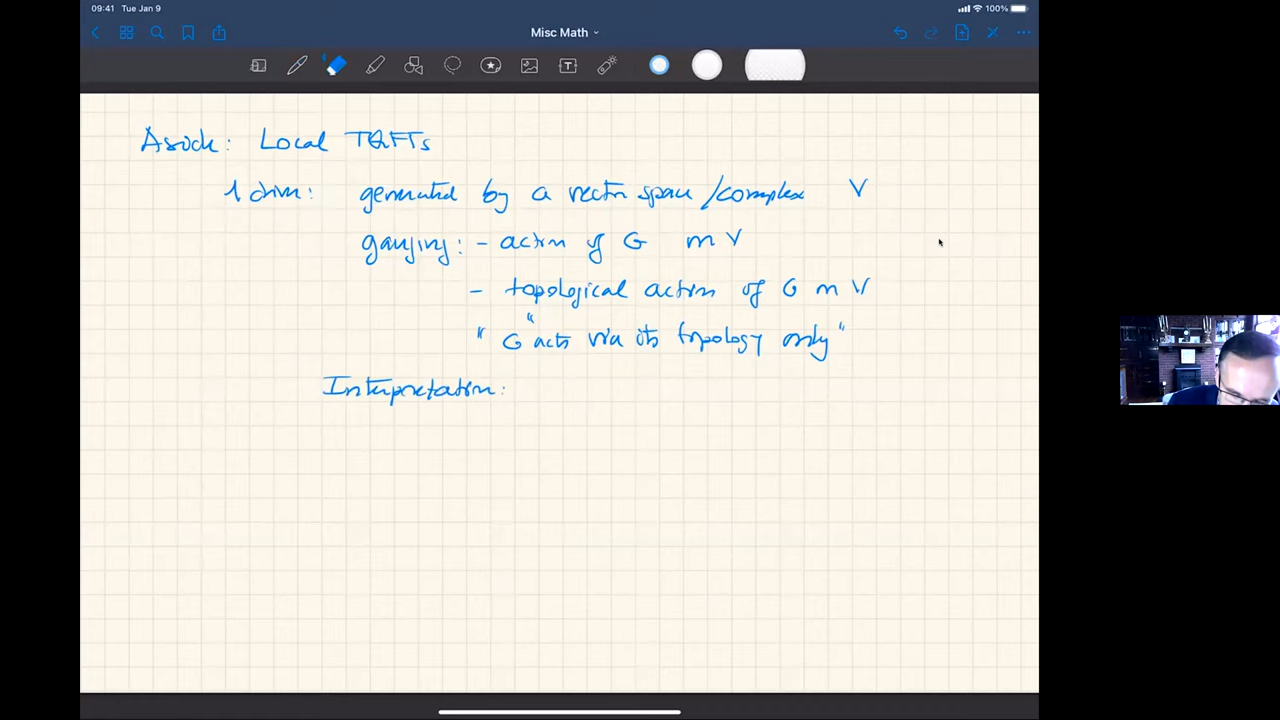 09:41 Tue Jan 9
100%
Misc Math
Aside: Local TQFTs
1 dim: generated by a vector space/complex V
gauging: - action of G on V
- topological action of G on V
"G acts via its topology only"
Interpretation: